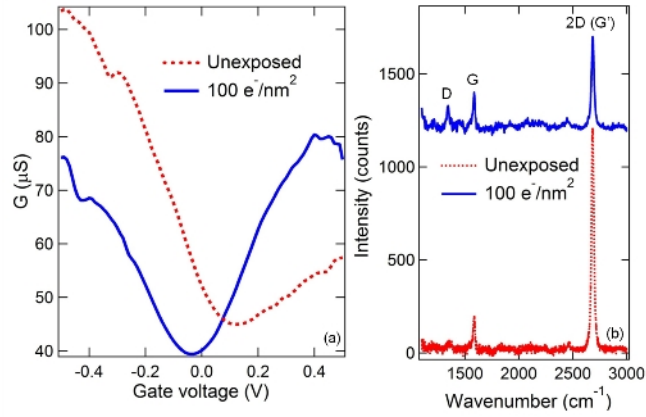 100
90
80
70
60
50
40
G (μS)
Unexposed
100 e⁻/nm²
(a)
-0.4
-0.2
0.0
0.2
0.4
Gate voltage (V)
2D (G')
D
G
1500
1000
500
0
Intensity (counts)
Unexposed
100 e⁻/nm²
(b)
1500
2000
2500
3000
Wavenumber (cm⁻¹)